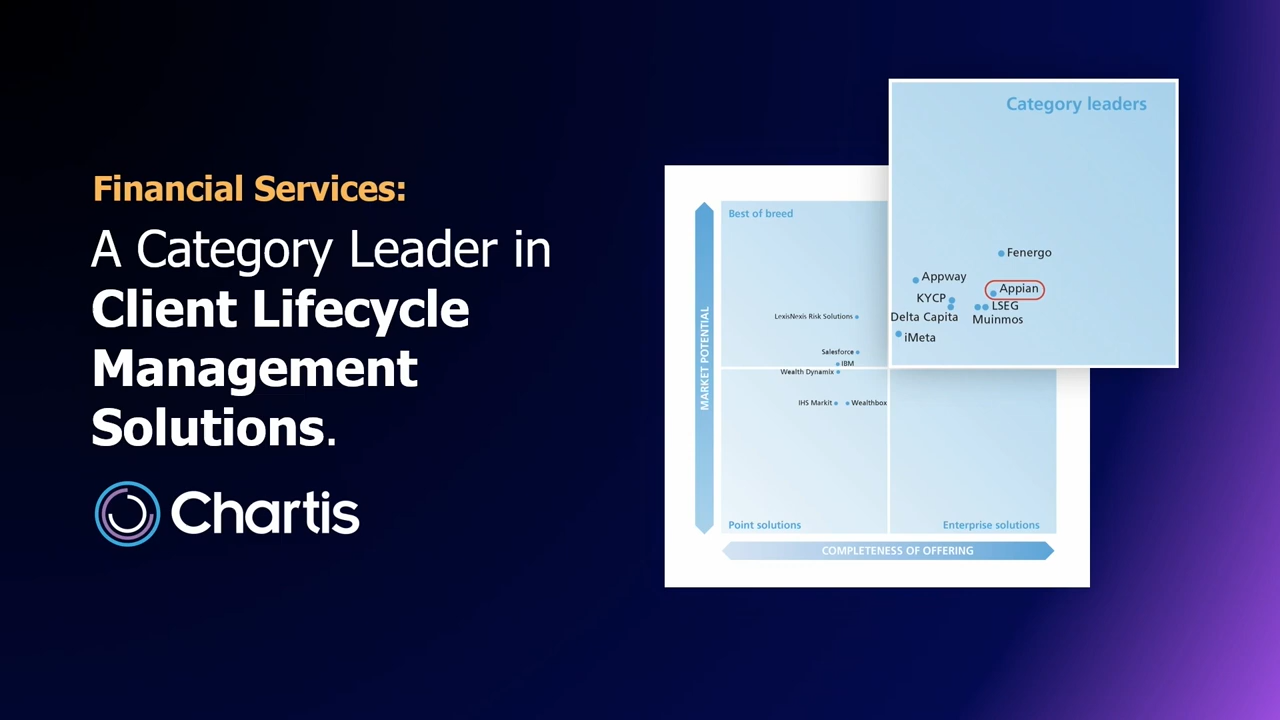 Financial Services:
A Category Leader in
Client Lifecycle
Management
Solutions.
Chartis
Category leaders
Fenergo
Appway
Appian
KYCP
LSEG
Delta Capita
Muinmos
iMeta
Best of breed
LexisNexis Risk Solutions
Salesforce
IBM
Wealth Dynamix
IHS Markit
Wealthbox
MARKET POTENTIAL
Point solutions
Enterprise solutions
COMPLETENESS OF OFFERING